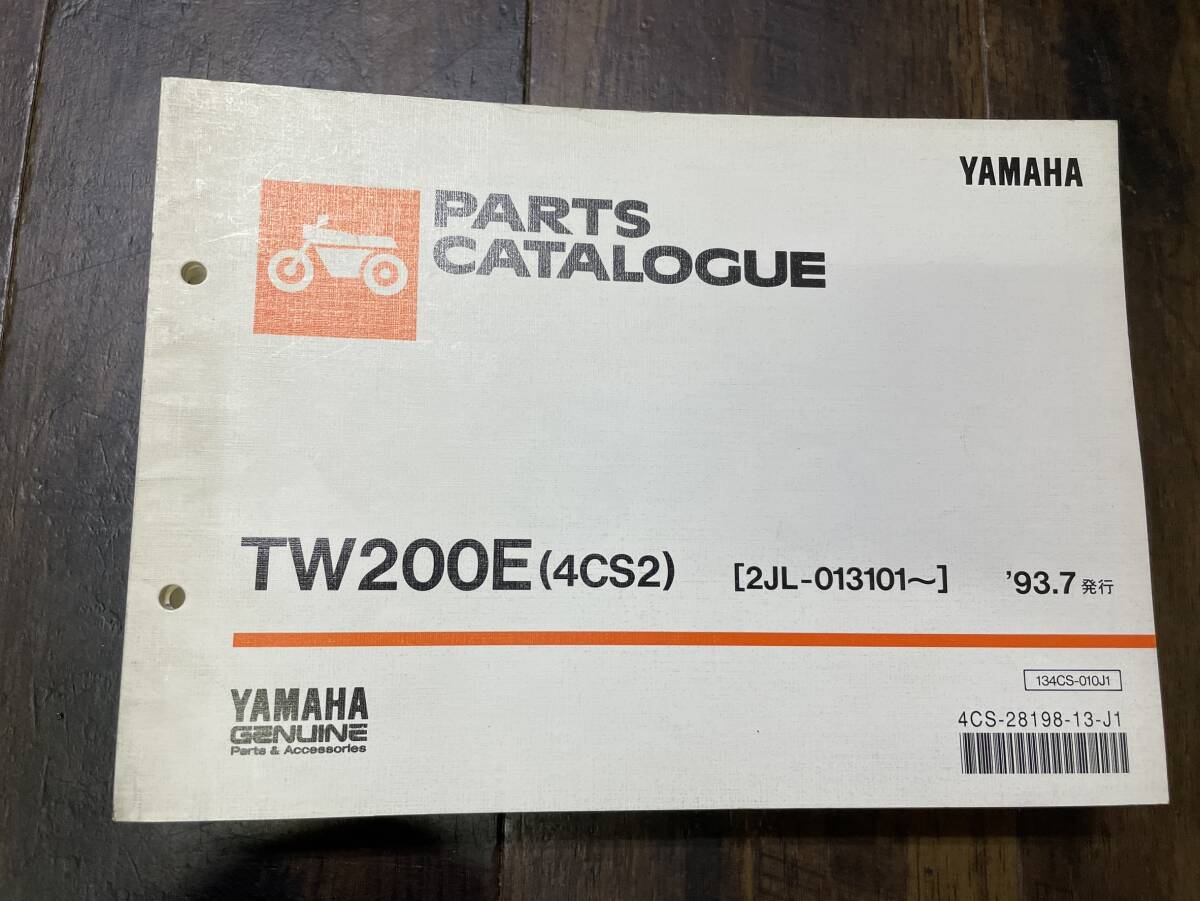 YAMAHA
PARTS
CATALOGUE
TW200E (4CS2) [2JL-013101～] '93.7 発行
134CS-010J1
4CS-28198-13-J1
YAMAHA
GENUINE
Parts & Accessories